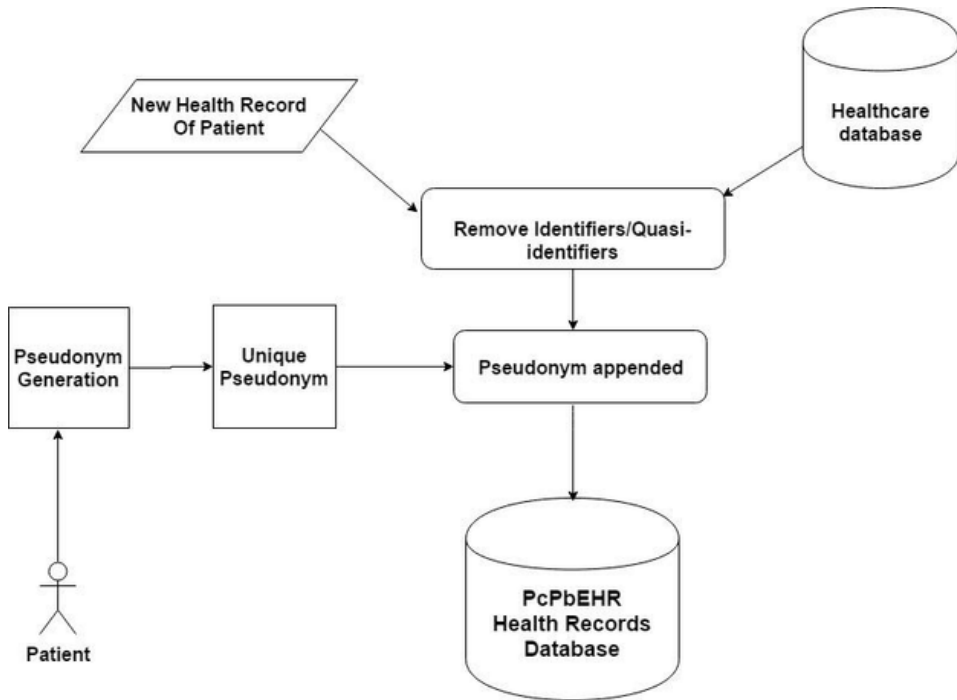 New Health Record
Of Patient
Healthcare
database
Remove Identifiers/Quasi-
identifiers
Pseudonym
Generation
Unique
Pseudonym
Pseudonym appended
PcPbEHR
Health Records
Database
Patient